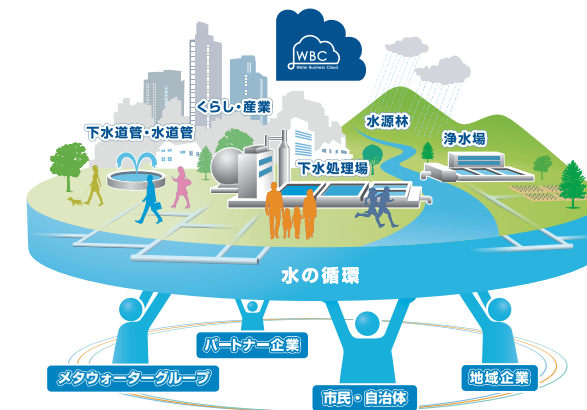 WBC
Water Business Cloud
くらし・産業
下水道管・水道管
水源林
浄水場
下水処理場
水の循環
パートナー企業
メタウォーターグループ
市民・自治体
地域企業